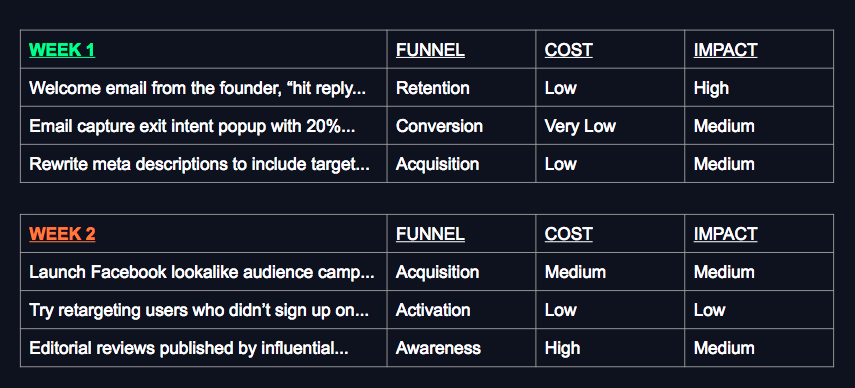 WEEK 1 FUNNEL COST IMPACT
Welcome email from the founder, “hit reply... Retention Low High
Email capture exit intent popup with 20%... Conversion Very Low Medium
Rewrite meta descriptions to include target... Acquisition Low Medium
WEEK 2 FUNNEL COST IMPACT
Launch Facebook lookalike audience camp... Acquisition Medium Medium
Try retargeting users who didn’t sign up on... Activation Low Low
Editorial reviews published by influential... Awareness High Medium